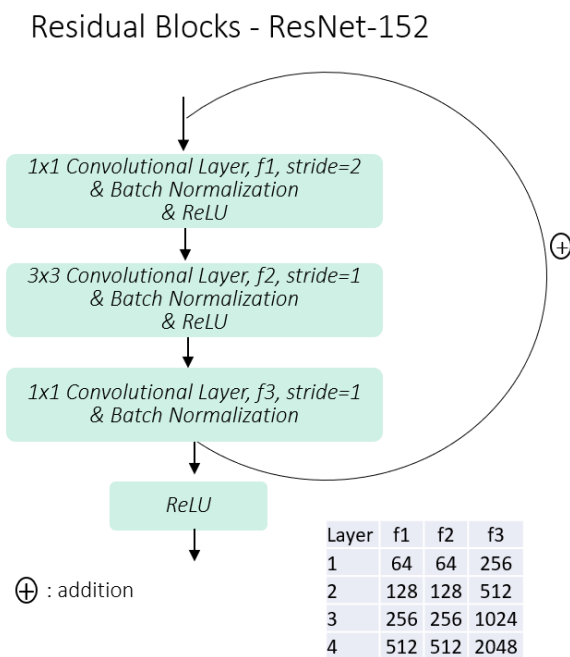 Residual Blocks - ResNet-152
1x1 Convolutional Layer, f1, stride=2
& Batch Normalization
& ReLU
+
3x3 Convolutional Layer, f2, stride=1
& Batch Normalization
& ReLU
1x1 Convolutional Layer, f3, stride=1
& Batch Normalization
ReLU
+ : addition
Layer f1 f2 f3
1 64 64 256
2 128 128 512
3 256 256 1024
4 512 512 2048